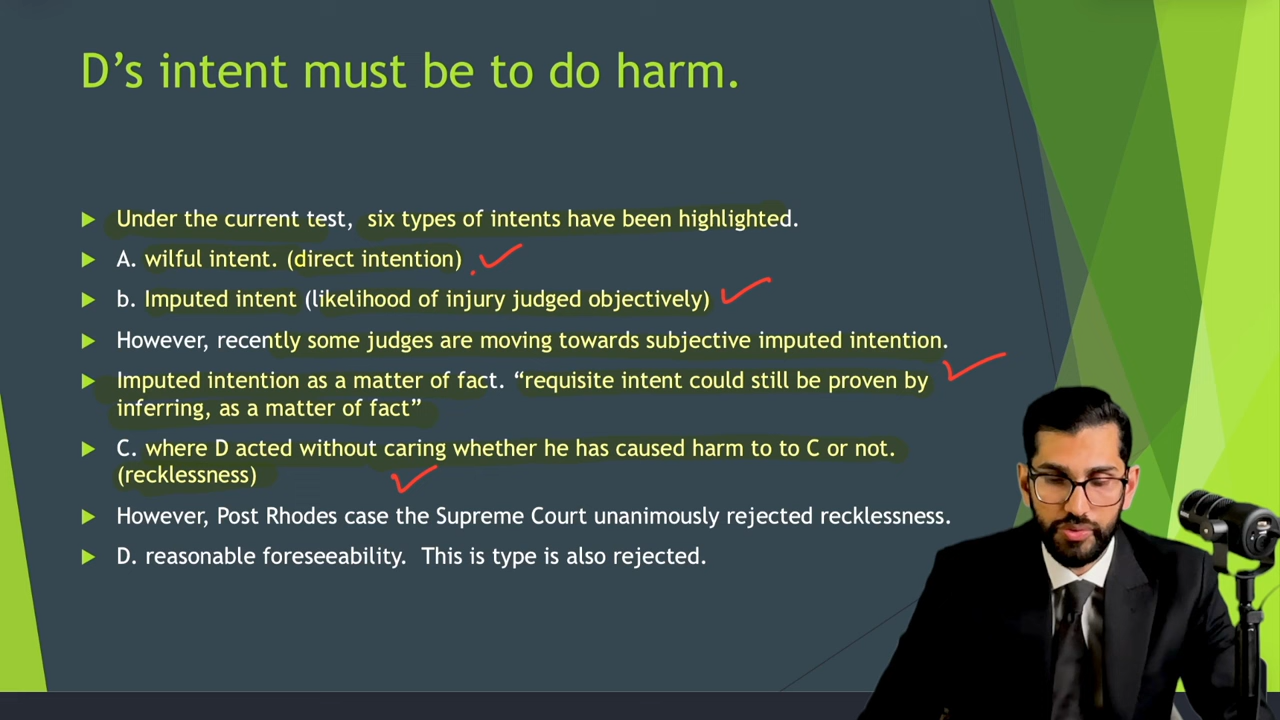 D's intent must be to do harm.
Under the current test, six types of intents have been highlighted.
A. wilful intent. (direct intention)
b. Imputed intent (likelihood of injury judged objectively)
However, recently some judges are moving towards subjective imputed intention.
Imputed intention as a matter of fact. “requisite intent could still be proven by
inferring, as a matter of fact”
C. where D acted without caring whether he has caused harm to to C or not.
(recklessness)
However, Post Rhodes case the Supreme Court unanimously rejected recklessness.
D. reasonable foreseeability. This is type is also rejected.